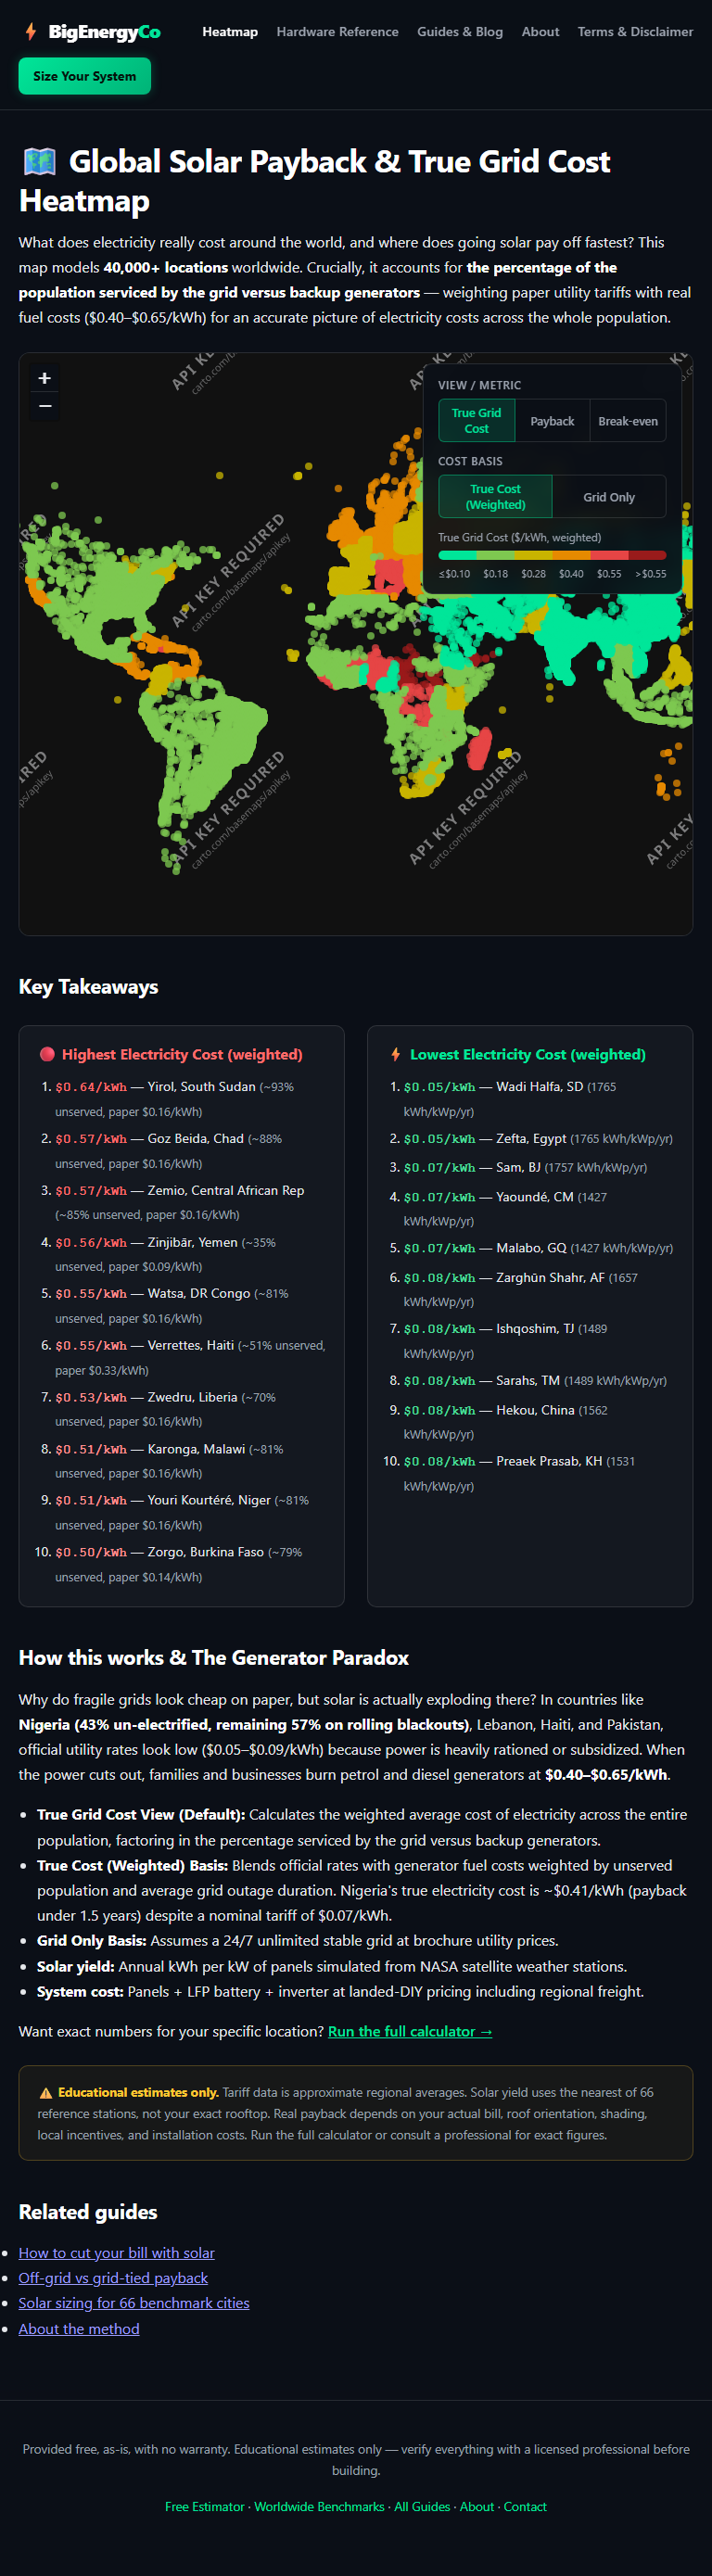 BigEnergyCo
Heatmap
Hardware Reference
Guides & Blog
About
Terms & Disclaimer
Size Your System
Global Solar Payback & True Grid Cost
Heatmap
What does electricity really cost around the world, and where does going solar pay off fastest? This
map models 40,000+ locations worldwide. Crucially, it accounts for the percentage of the
population serviced by the grid versus backup generators — weighting paper utility tariffs with real
fuel costs ($0.40–$0.65/kWh) for an accurate picture of electricity costs across the whole population.
+
−
VIEW / METRIC
True Grid
Cost
Payback
Break-even
COST BASIS
True Cost
(Weighted)
Grid Only
True Grid Cost ($/kWh, weighted)
≤$0.10 $0.18 $0.28 $0.40 $0.55 >$0.55
API KEY REQUIRED
carto.com/basemaps/apikey
API KEY REQUIRED
carto.com/basemaps/apikey
API KEY REQUIRED
carto.com/basemaps/apikey
Key Takeaways
Highest Electricity Cost (weighted)
1. $0.64/kWh — Yirol, South Sudan (~93%
unserved, paper $0.16/kWh)
2. $0.57/kWh — Goz Beida, Chad (~88%
unserved, paper $0.16/kWh)
3. $0.57/kWh — Zemio, Central African Rep
(~85% unserved, paper $0.16/kWh)
4. $0.56/kWh — Zinjibār, Yemen (~35%
unserved, paper $0.09/kWh)
5. $0.55/kWh — Watsa, DR Congo (~81%
unserved, paper $0.16/kWh)
6. $0.55/kWh — Verrettes, Haiti (~51% unserved,
paper $0.33/kWh)
7. $0.53/kWh — Zwedru, Liberia (~70%
unserved, paper $0.16/kWh)
8. $0.51/kWh — Karonga, Malawi (~81%
unserved, paper $0.16/kWh)
9. $0.51/kWh — Youri Kourtéré, Niger (~81%
unserved, paper $0.16/kWh)
10. $0.50/kWh — Zorgo, Burkina Faso (~79%
unserved, paper $0.14/kWh)
Lowest Electricity Cost (weighted)
1. $0.05/kWh — Wadi Halfa, SD (1765
kWh/kWp/yr)
2. $0.05/kWh — Zefta, Egypt (1765 kWh/kWp/yr)
3. $0.07/kWh — Sam, BJ (1757 kWh/kWp/yr)
4. $0.07/kWh — Yaoundé, CM (1427
kWh/kWp/yr)
5. $0.07/kWh — Malabo, GQ (1427 kWh/kWp/yr)
6. $0.08/kWh — Zarghūn Shahr, AF (1657
kWh/kWp/yr)
7. $0.08/kWh — Ishqoshim, TJ (1489
kWh/kWp/yr)
8. $0.08/kWh — Sarahs, TM (1489 kWh/kWp/yr)
9. $0.08/kWh — Hekou, China (1562
kWh/kWp/yr)
10. $0.08/kWh — Preaek Prasab, KH (1531
kWh/kWp/yr)
How this works & The Generator Paradox
Why do fragile grids look cheap on paper, but solar is actually exploding there? In countries like
Nigeria (43% un-electrified, remaining 57% on rolling blackouts), Lebanon, Haiti, and Pakistan,
official utility rates look low ($0.05–$0.09/kWh) because power is heavily rationed or subsidized. When
the power cuts out, families and businesses burn petrol and diesel generators at $0.40–$0.65/kWh.
• True Grid Cost View (Default): Calculates the weighted average cost of electricity across the entire
population, factoring in the percentage serviced by the grid versus backup generators.
• True Cost (Weighted) Basis: Blends official rates with generator fuel costs weighted by unserved
population and average grid outage duration. Nigeria's true electricity cost is ~$0.41/kWh (payback
under 1.5 years) despite a nominal tariff of $0.07/kWh.
• Grid Only Basis: Assumes a 24/7 unlimited stable grid at brochure utility prices.
• Solar yield: Annual kWh per kW of panels simulated from NASA satellite weather stations.
• System cost: Panels + LFP battery + inverter at landed-DIY pricing including regional freight.
Want exact numbers for your specific location? Run the full calculator →
Educational estimates only. Tariff data is approximate regional averages. Solar yield uses the nearest of 66
reference stations, not your exact rooftop. Real payback depends on your actual bill, roof orientation, shading,
local incentives, and installation costs. Run the full calculator or consult a professional for exact figures.
Related guides
• How to cut your bill with solar
• Off-grid vs grid-tied payback
• Solar sizing for 66 benchmark cities
• About the method
Provided free, as-is, with no warranty. Educational estimates only — verify everything with a licensed professional before
building.
Free Estimator · Worldwide Benchmarks · All Guides · About · Contact